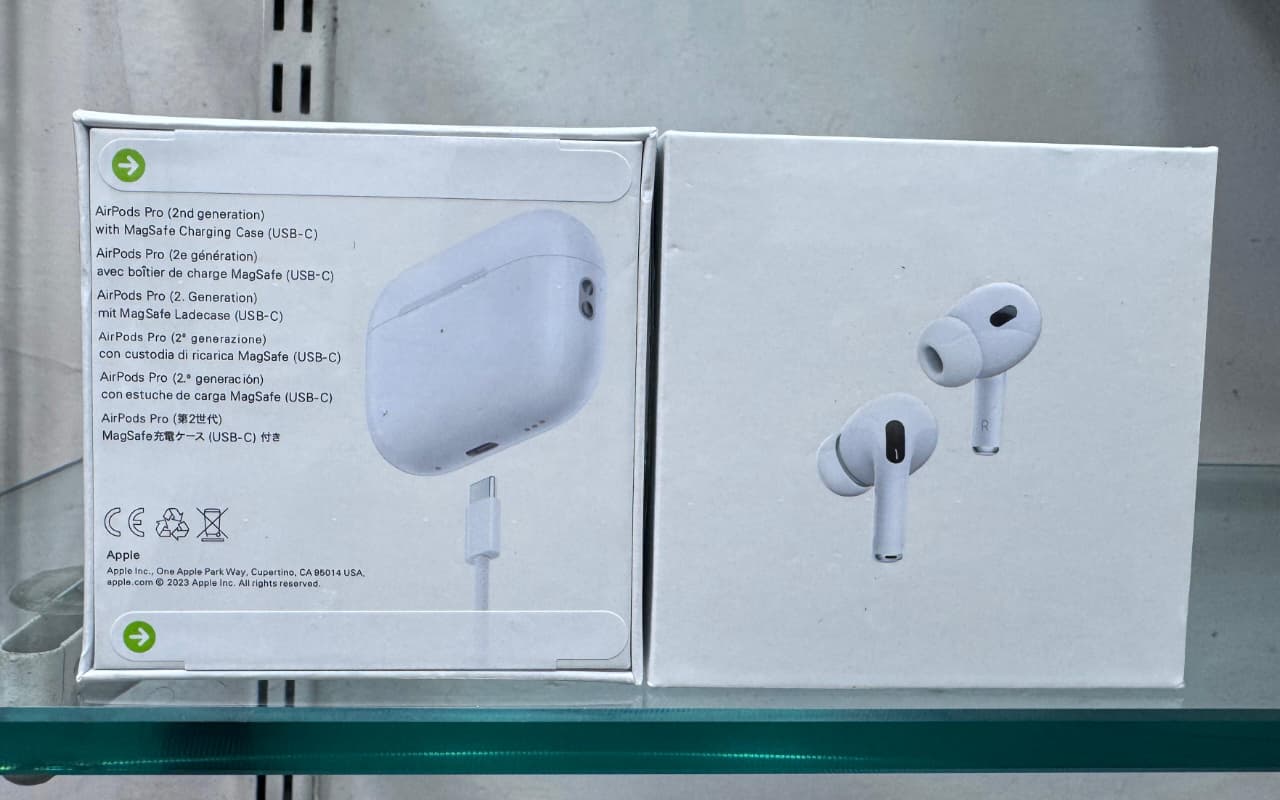 AirPods Pro (2nd generation)
with MagSafe Charging Case (USB-C)
AirPods Pro (2e génération)
avec boîtier de charge MagSafe (USB-C)
AirPods Pro (2. Generation)
mit MagSafe Ladecase (USB-C)
AirPods Pro (2ª generazione)
con custodia di ricarica MagSafe (USB-C)
AirPods Pro (2.ª generación)
con estuche de carga MagSafe (USB-C)
AirPods Pro (第2世代)
MagSafe充電ケース (USB-C) 付き
CE
Apple
Apple Inc., One Apple Park Way, Cupertino, CA 95014 USA.
apple.com © 2023 Apple Inc. All rights reserved.
R